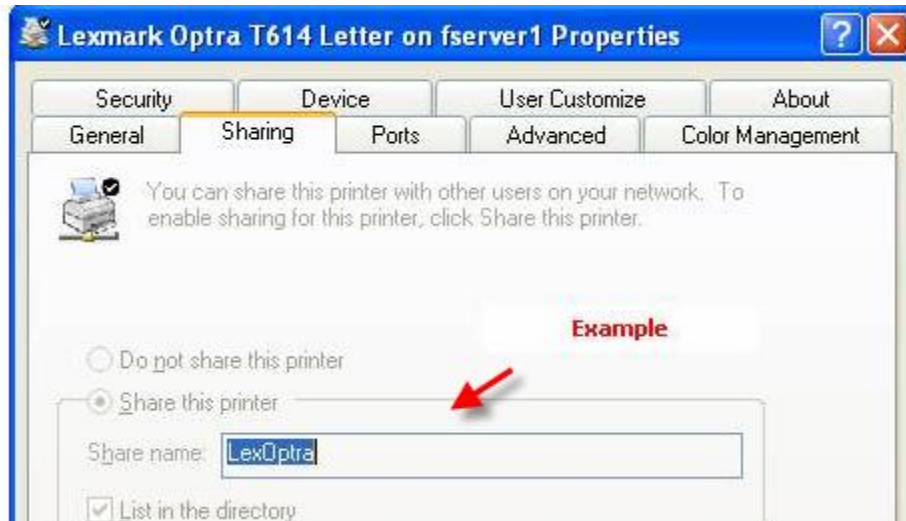 Lexmark Optra T614 Letter on fserver1 Properties
Security Device User Customize About
General Sharing Ports Advanced Color Management
You can share this printer with other users on your network. To
enable sharing for this printer, click Share this printer.
Example
Do not share this printer
Share this printer
Share name: LexOptra
List in the directory